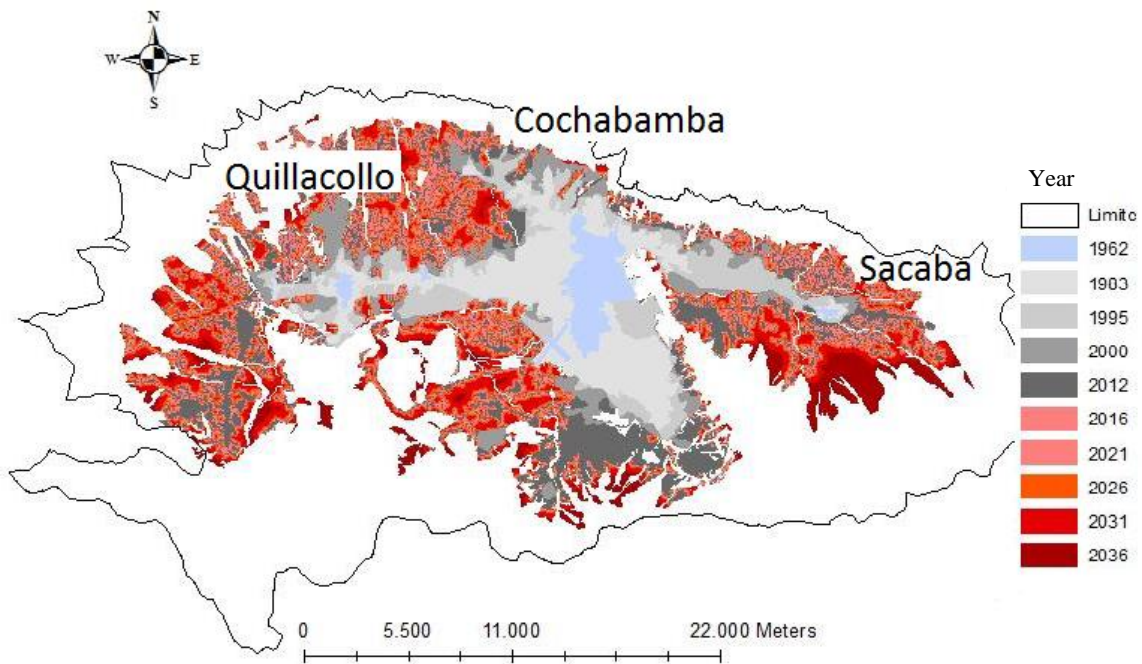 N
W E
S
Cochabamba
Quillacollo
Sacaba
Year
Limite
1962
1903
1995
2000
2012
2016
2021
2026
2031
2036
0 5.500 11.000 22.000 Meters